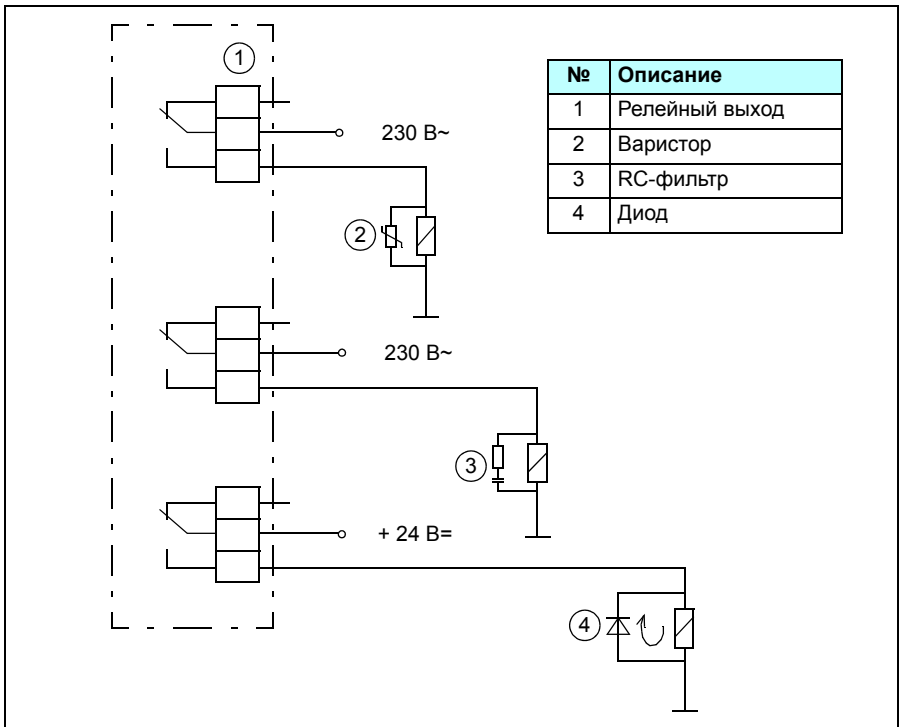 1
№ Описание
1 Релейный выход
2 Варистор
3 RC-фильтр
4 Диод
230 В~
2
230 В~
3
+ 24 В=
4